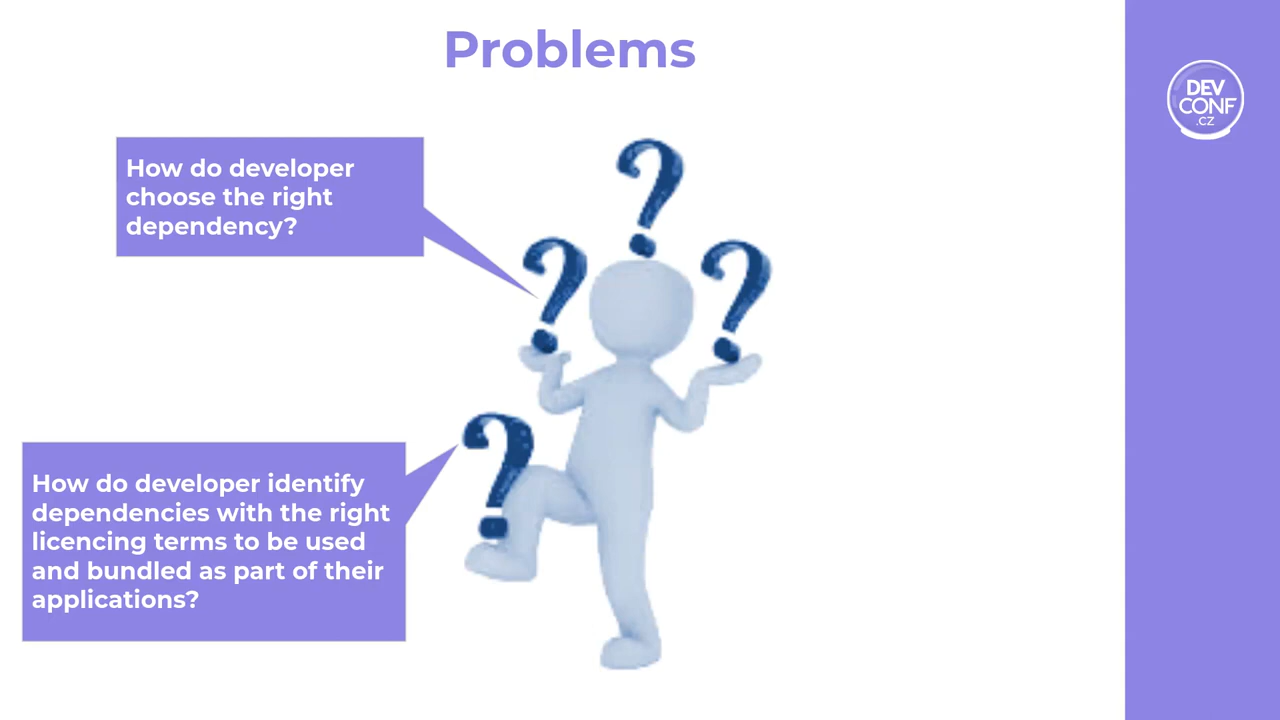 Problems
DEV
CONF
.CZ
How do developer
choose the right
dependency?
How do developer identify
dependencies with the right
licencing terms to be used
and bundled as part of their
applications?
?
?
?
?